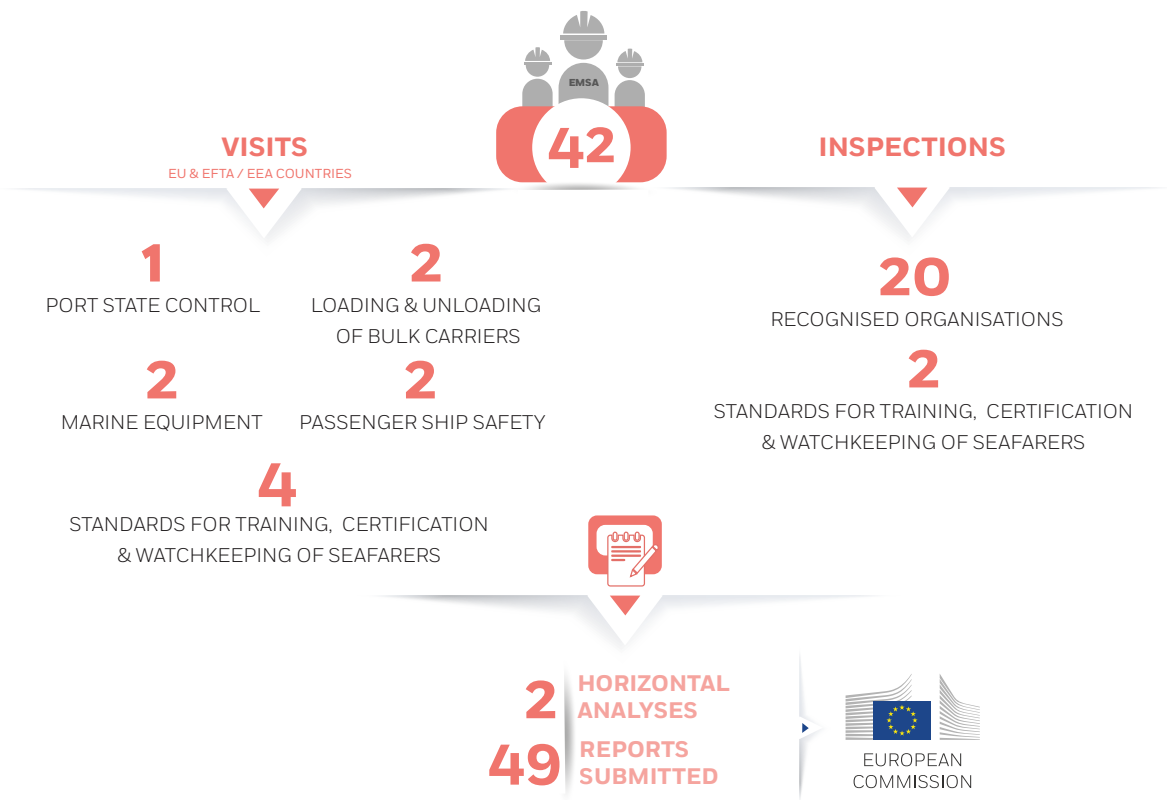 EMSA
42
VISITS
EU & EFTA / EEA COUNTRIES
1
PORT STATE CONTROL
2
LOADING & UNLOADING
OF BULK CARRIERS
2
MARINE EQUIPMENT
2
PASSENGER SHIP SAFETY
4
STANDARDS FOR TRAINING, CERTIFICATION
& WATCHKEEPING OF SEAFARERS
INSPECTIONS
20
RECOGNISED ORGANISATIONS
2
STANDARDS FOR TRAINING, CERTIFICATION
& WATCHKEEPING OF SEAFARERS
2
HORIZONTAL
ANALYSES
49
REPORTS
SUBMITTED
EUROPEAN
COMMISSION